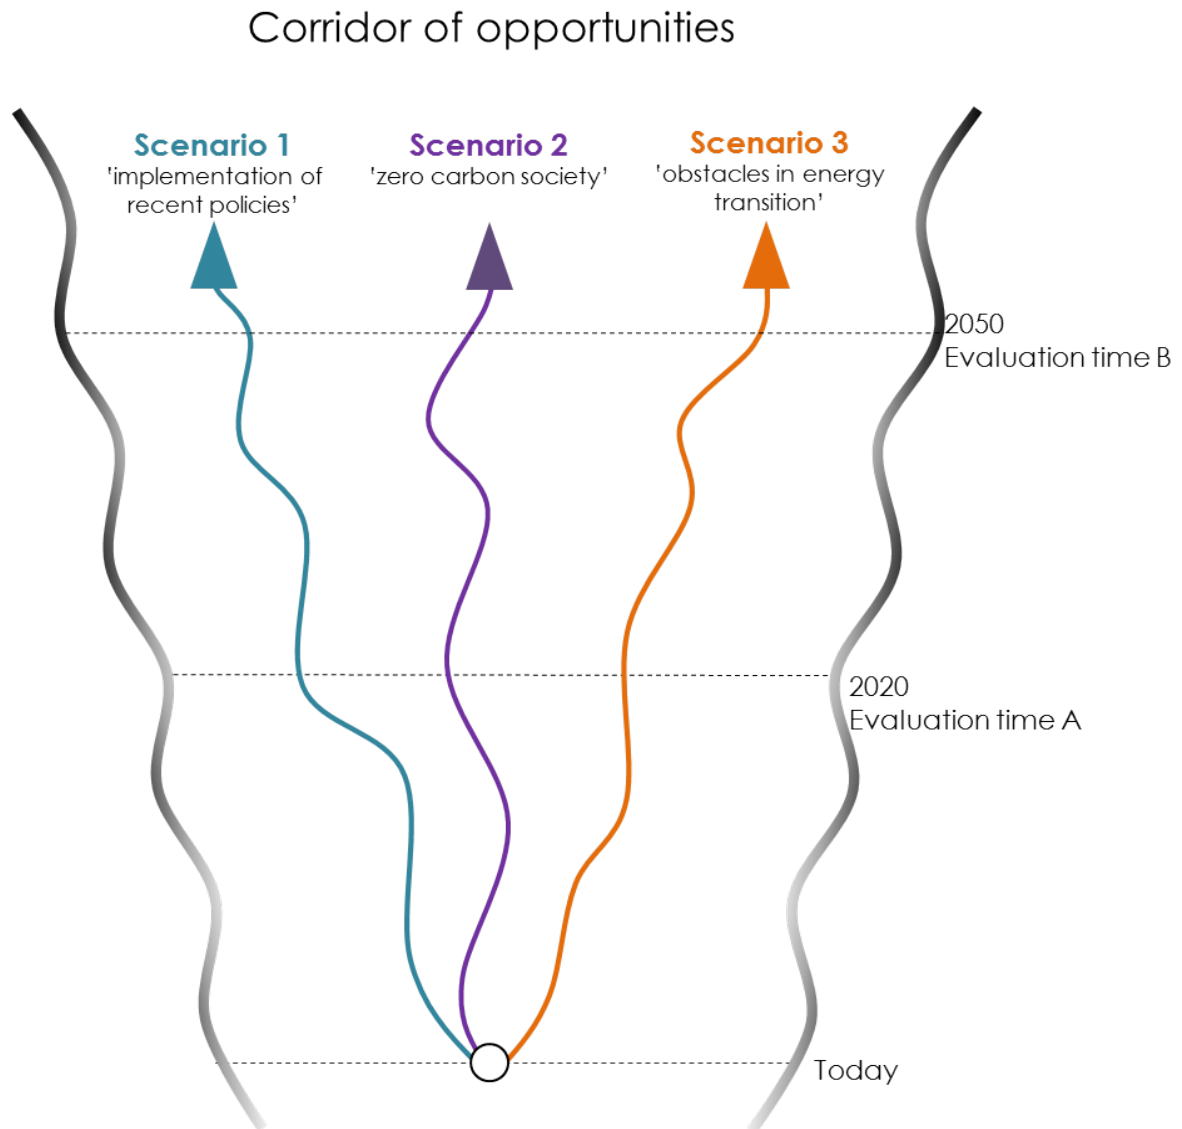 Corridor of opportunities
Scenario 1
'implementation of
recent policies'
Scenario 2
'zero carbon society'
Scenario 3
'obstacles in energy
transition'
2050
Evaluation time B
2020
Evaluation time A
Today